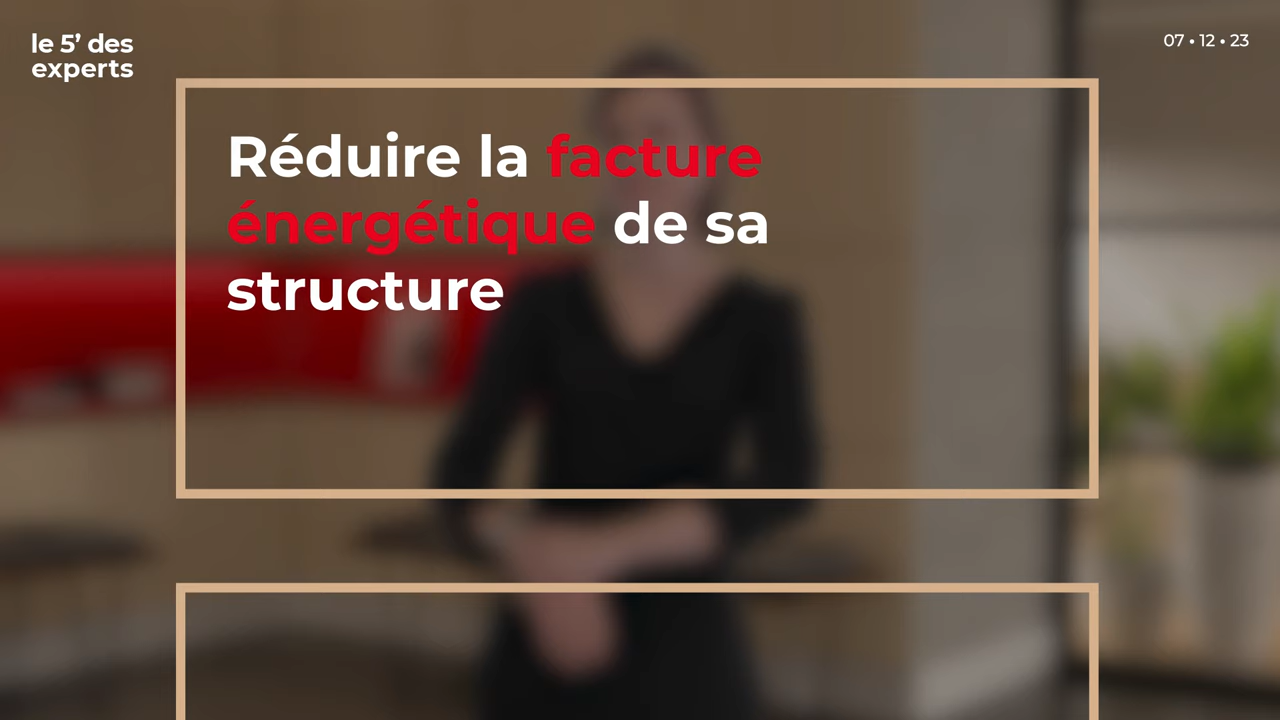 le 5’ des
experts
07 • 12 • 23
Réduire la facture
énergétique de sa
structure